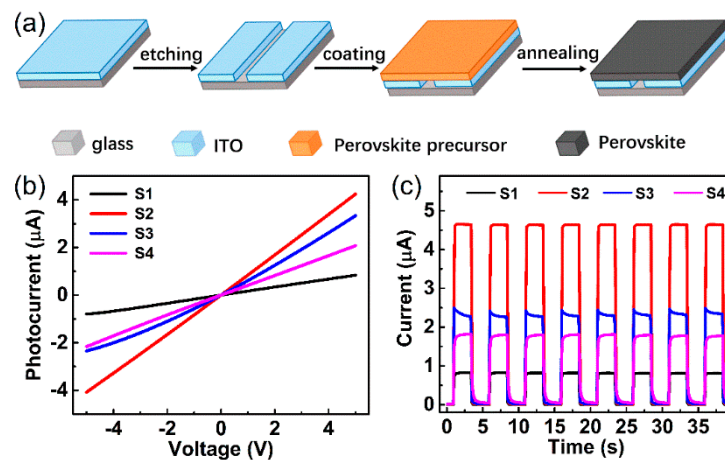 (a)
etching
coating
annealing
glass
ITO
Perovskite precursor
Perovskite
(b)
S1
S2
S3
S4
4
2
0
-2
-4
Photocurrent (μA)
-4
-2
0
2
4
Voltage (V)
(c)
S1 S2 S3 S4
5
4
3
2
1
0
Current (μA)
0 5 10 15 20 25 30 35
Time (s)